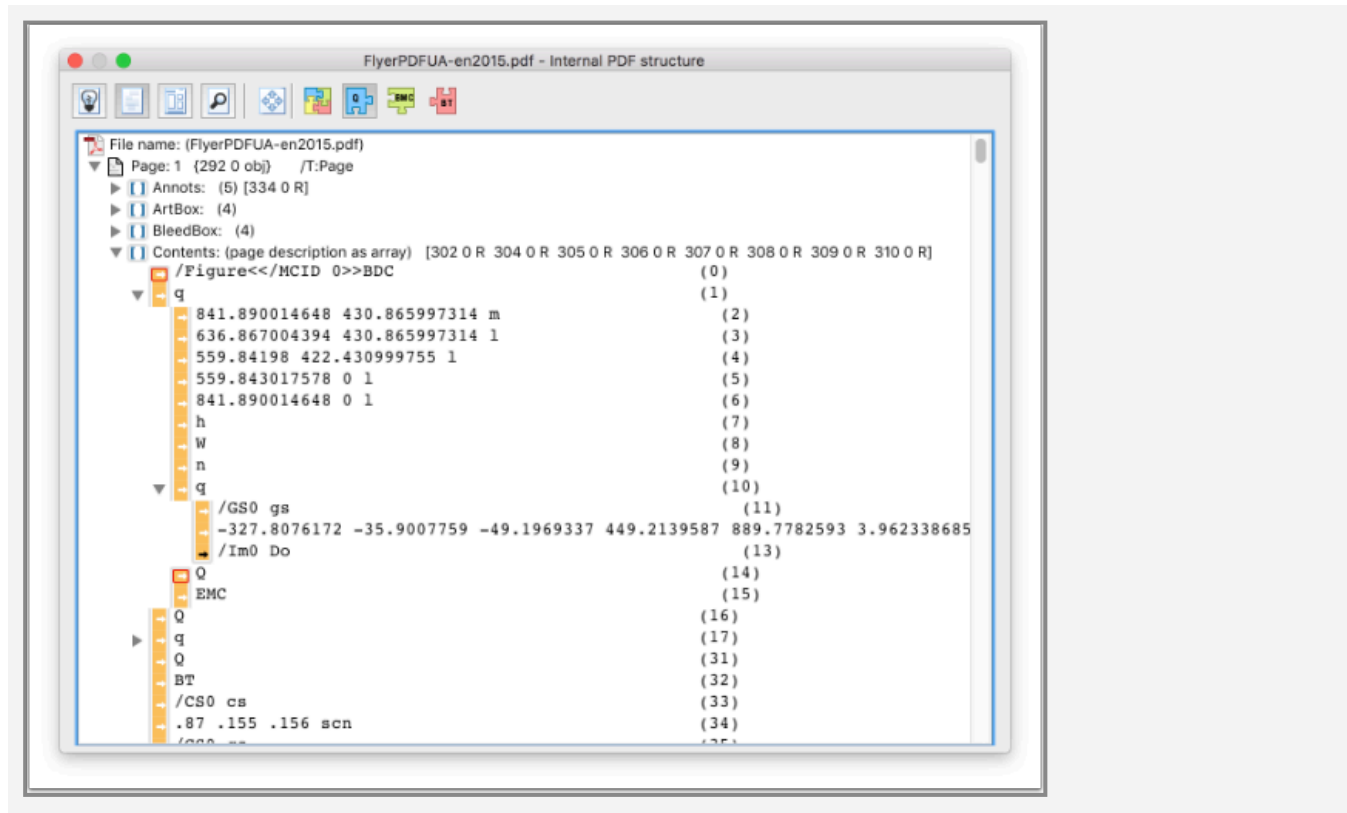 FlyerPDFUA-en2015.pdf - Internal PDF structure
Q EMC BT
File name: (FlyerPDFUA-en2015.pdf)
Page: 1 {292 0 obj} /T:Page
[ ] Annots: (5) [334 0 R]
[ ] ArtBox: (4)
[ ] BleedBox: (4)
[ ] Contents: (page description as array) [302 0 R 304 0 R 305 0 R 306 0 R 307 0 R 308 0 R 309 0 R 310 0 R]
/Figure<</MCID 0>>BDC (0)
q (1)
841.890014648 430.865997314 m (2)
636.867004394 430.865997314 l (3)
559.84198 422.430999755 l (4)
559.843017578 0 l (5)
841.890014648 0 l (6)
h (7)
W (8)
n (9)
q (10)
/GS0 gs (11)
-327.8076172 -35.9007759 -49.1969337 449.2139587 889.7782593 3.962338685
/Im0 Do (13)
Q (14)
EMC (15)
Q (16)
q (17)
Q (31)
BT (32)
/CS0 cs (33)
.87 .155 .156 scn (34)